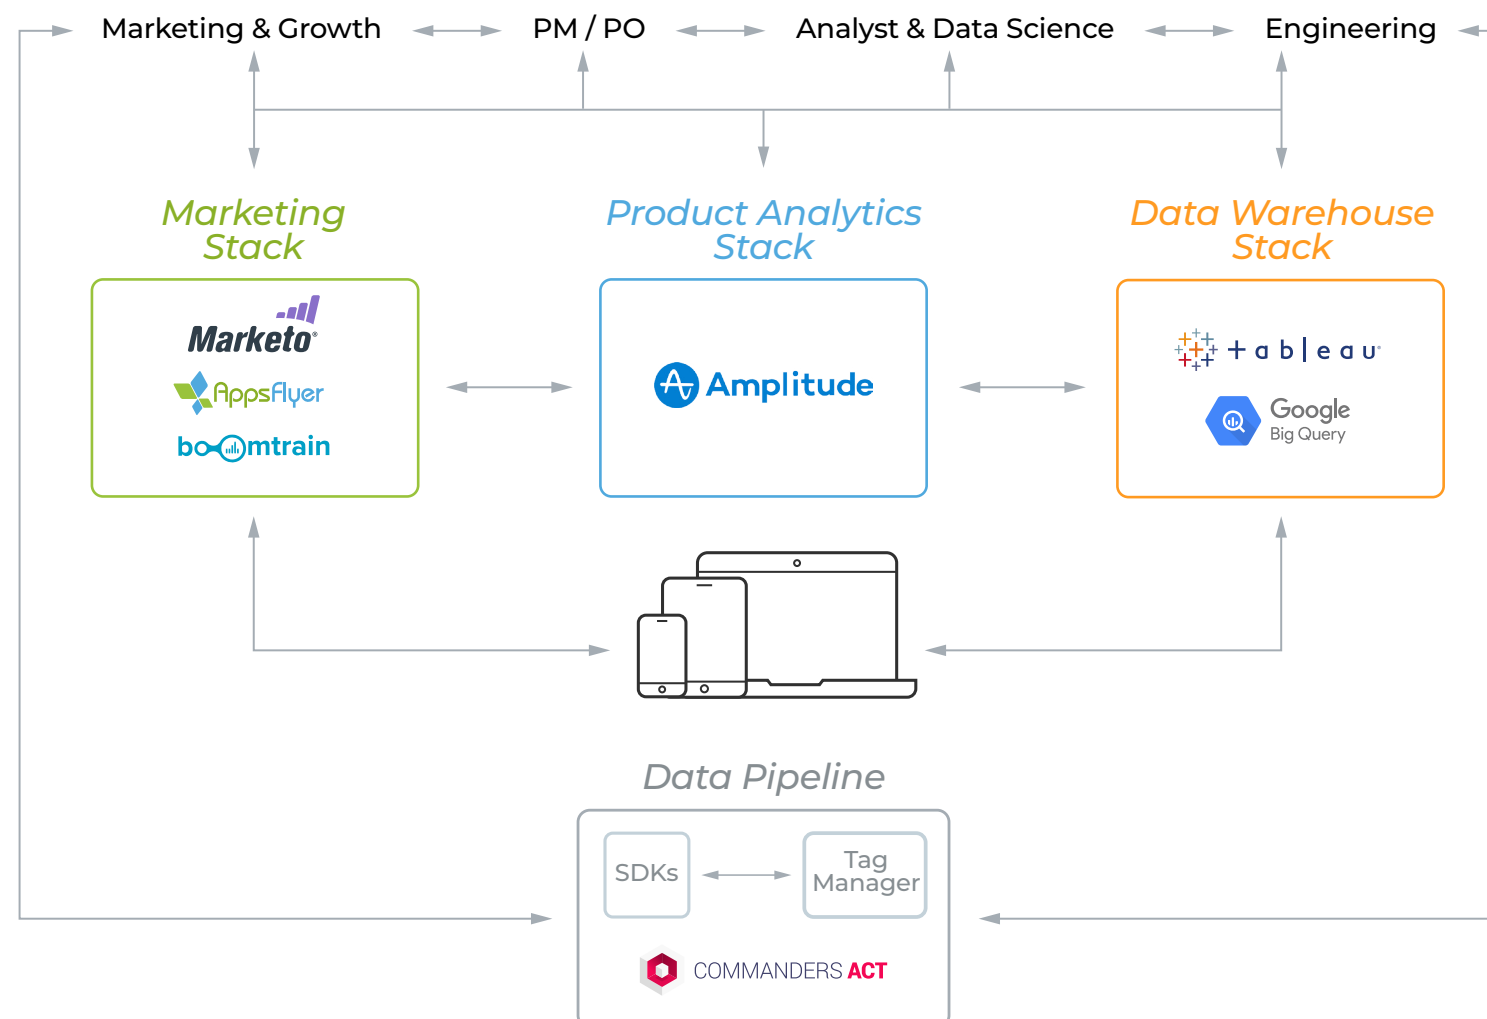 Marketing & Growth
PM / PO
Analyst & Data Science
Engineering
Marketing
Stack
Product Analytics
Stack
Data Warehouse
Stack
Marketo®
AppsFlyer
boomtrain
Amplitude
+ableau
Google
Big Query
Data Pipeline
SDKs
Tag
Manager
COMMANDERS ACT